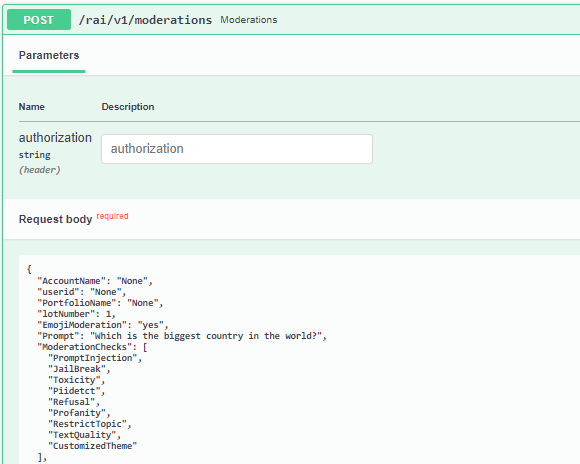 POST /rai/v1/moderations Moderations
Parameters
Name Description
authorization authorization
string
(header)
Request body required
{
"AccountName": "None",
"userid": "None",
"PortfolioName": "None",
"lotNumber": 1,
"EmojiModeration": "yes",
"Prompt": "Which is the biggest country in the world?",
"ModerationChecks": [
"PromptInjection",
"JailBreak",
"Toxicity",
"Piidetct",
"Refusal",
"Profanity",
"RestrictTopic",
"TextQuality",
"CustomizedTheme"
],